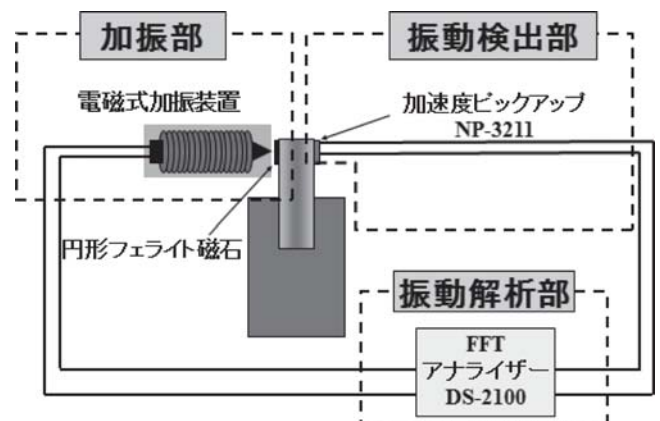 加振部
振動検出部
電磁式加振装置
加速度ピックアップ
NP-3211
円形フェライト磁石
振動解析部
FFT
アナライザー
DS-2100